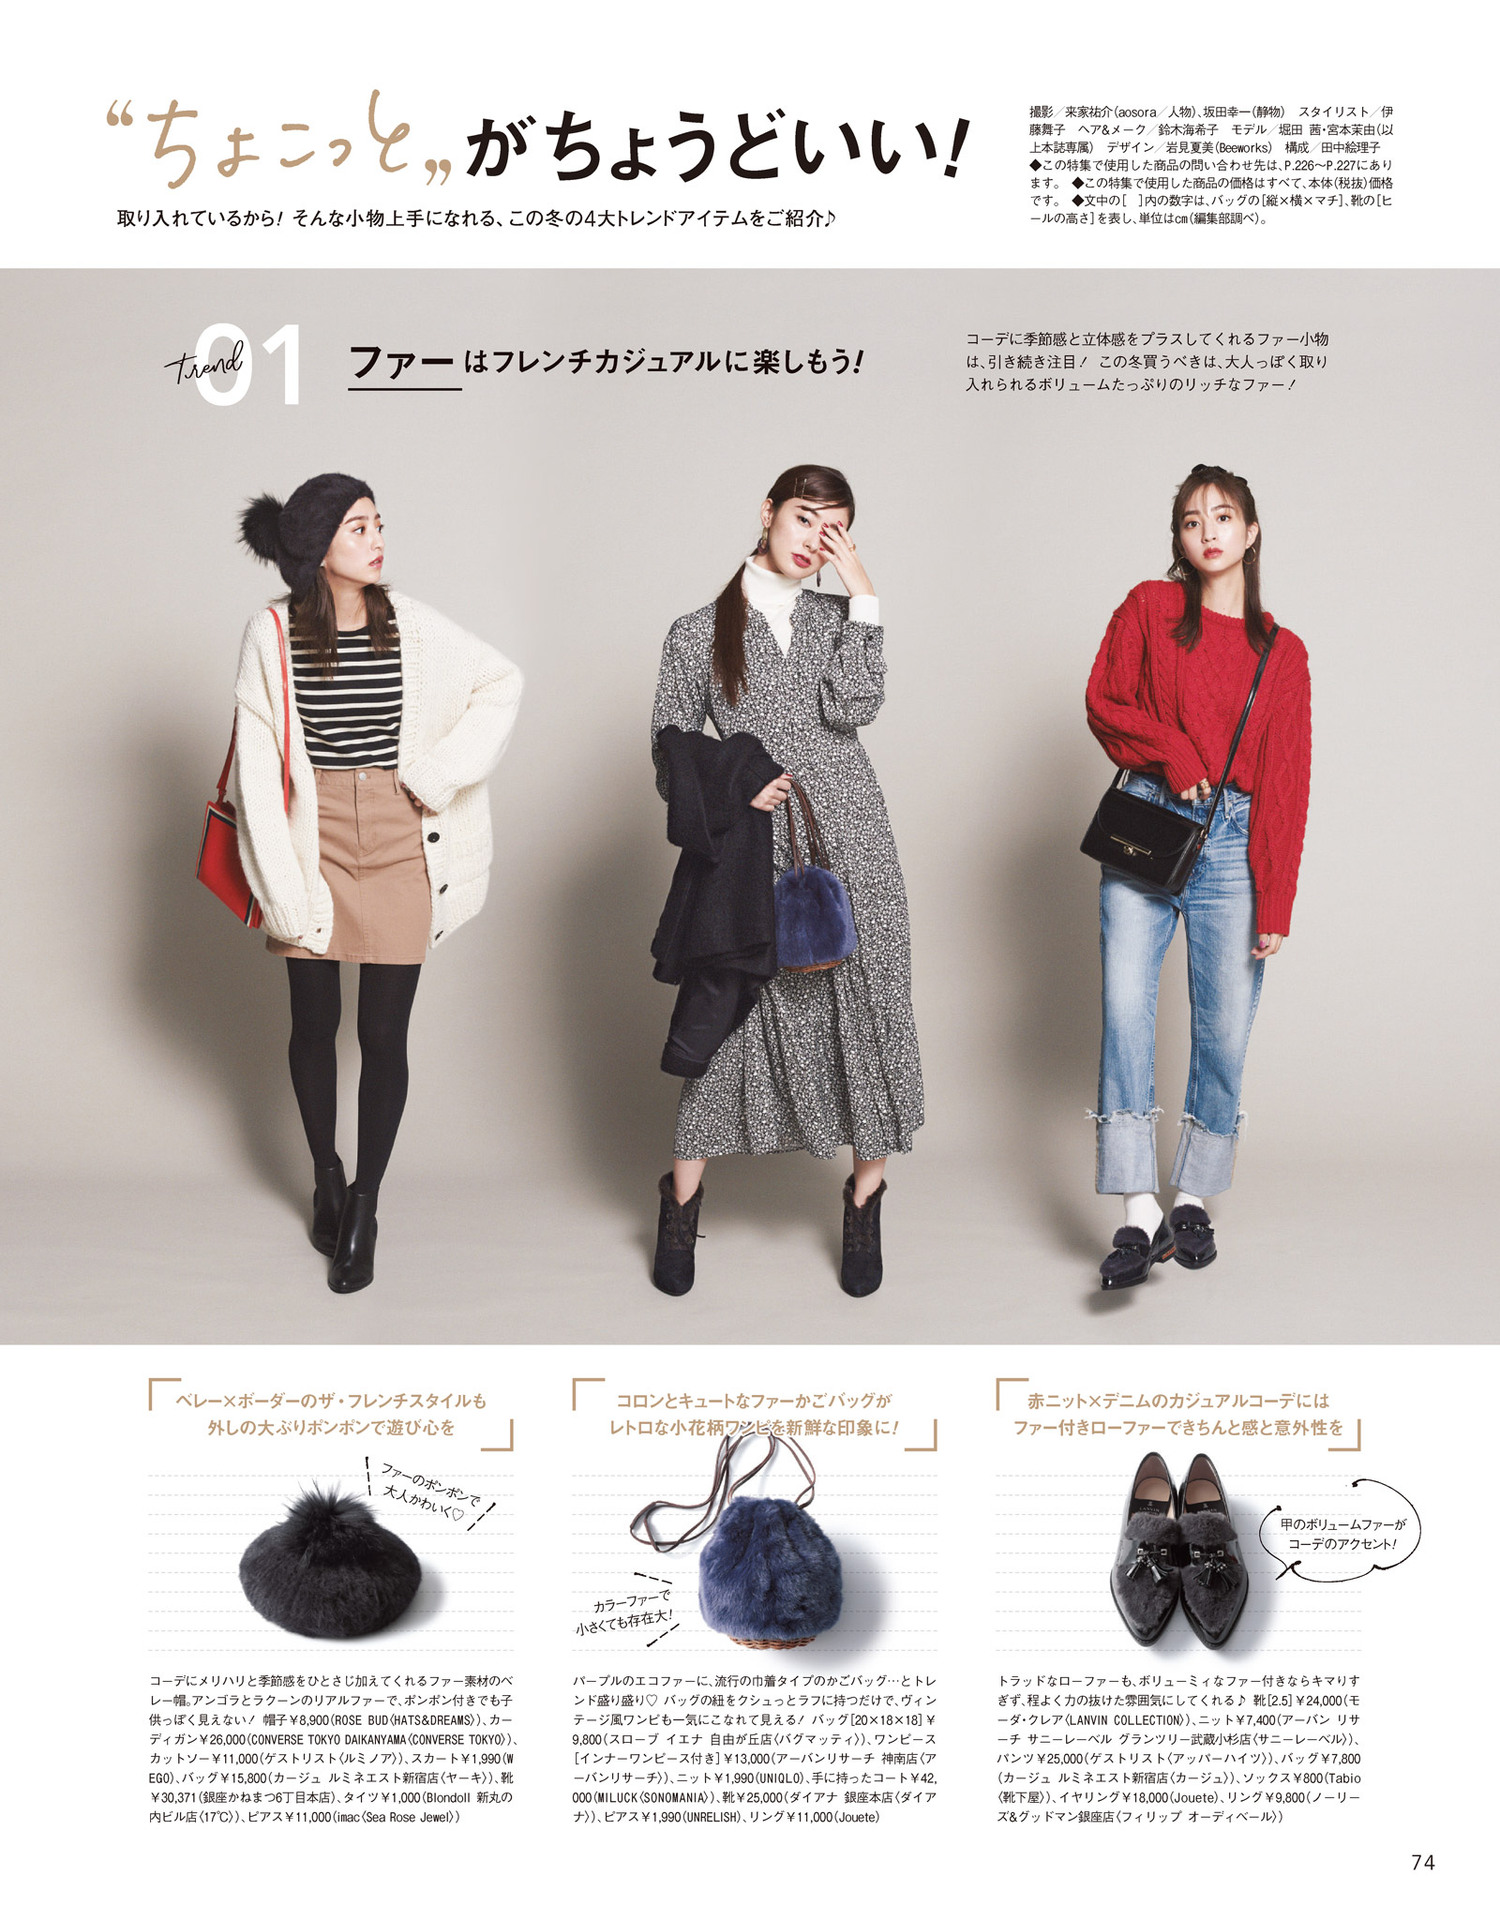 “ちょこっと”がちょうどいい!
取り入れているから! そんな小物上手になれる、この冬の4大トレンドアイテムをご紹介♪
撮影/来家祐介(aosora/人物)、坂田幸一(静物) スタイリスト/伊
藤舞子 ヘア&メーク/鈴木海希子 モデル/堀田 茜・宮本茉由(以
上本誌専属) デザイン/岩見夏美(Beeworks) 構成/田中絵理子
◆この特集で使用した商品の問い合わせ先は、P.226〜P.227にあり
ます。 ◆この特集で使用した商品の価格はすべて、本体(税抜)価格
です。 ◆文中の[ ]内の数字は、バッグの[縦×横×マチ]、靴の[ヒ
ールの高さ]を表し、単位はcm(編集部調べ)。
Trend 01
ファーはフレンチカジュアルに楽しもう!
コーデに季節感と立体感をプラスしてくれるファー小物
は、引き続き注目! この冬買うべきは、大人っぽく取り
入れられるボリュームたっぷりのリッチなファー!
ベレー×ボーダーのザ・フレンチスタイルも
外しの大ぶりポンポンで遊び心を
ファーのポンポンで
大人かわいく♡
コーデにメリハリと季節感をひとさじ加えてくれるファー素材のベ
レー帽。アンゴラとラクーンのリアルファーで、ポンポン付きでも子
供っぽく見えない! 帽子¥8,900(ROSE BUD〈HATS&DREAMS〉)、カー
ディガン¥26,000(CONVERSE TOKYO DAIKANYAMA〈CONVERSE TOKYO〉)、
カットソー¥11,000(ゲストリスト〈ルミノア〉)、スカート¥1,990(W
EGO)、バッグ¥15,800(カージュ ルミネエスト新宿店〈ヤーキ〉)、靴
¥30,371(銀座かねまつ6丁目本店)、タイツ¥1,000(Blondoll 新丸の
内ビル店〈17℃〉)、ピアス¥11,000(imac〈Sea Rose Jewel〉)
コロンとキュートなファーかごバッグが
レトロな小花柄ワンピを新鮮な印象に!
カラーファーで
小さくても存在大!
パープルのエコファーに、流行の巾着タイプのかごバッグ…とトレ
ンド盛り盛り♡ バッグの紐をクシュっとラフに持つだけで、ヴィン
テージ風ワンピも一気にこなれて見える! バッグ[20×18×18]¥
9,800(スローブ イエナ 自由が丘店〈バグマッティ〉)、ワンピース
[インナーワンピース付き]¥13,000(アーバンリサーチ 神南店〈ア
ーバンリサーチ〉)、ニット¥1,990(UNIQLO)、手に持ったコート¥42,
000(MILUCK〈SONOMANIA〉)、靴¥25,000(ダイアナ 銀座本店〈ダイア
ナ〉)、ピアス¥1,990(UNRELISH)、リング¥11,000(Jouete)
赤ニット×デニムのカジュアルコーデには
ファー付きローファーできちんと感と意外性を
LANVIN
甲のボリュームファーが
コーデのアクセント!
トラッドなローファーも、ボリューミィなファー付きならキマりす
ぎず、程よく力の抜けた雰囲気にしてくれる♪ 靴[2.5]¥24,000(モ
ーダ・クレア〈LANVIN COLLECTION〉)、ニット¥7,400(アーバン リサ
ーチ サニーレーベル グランツリー武蔵小杉店〈サニーレーベル〉)、
パンツ¥25,000(ゲストリスト〈アッパーハイツ〉)、バッグ¥7,800
(カージュ ルミネエスト新宿店〈カージュ〉)、ソックス¥800(Tabio
〈靴下屋〉)、イヤリング¥18,000(Jouete)、リング¥9,800(ノーリー
ズ&グッドマン銀座店〈フィリップ オーディベール〉)
74